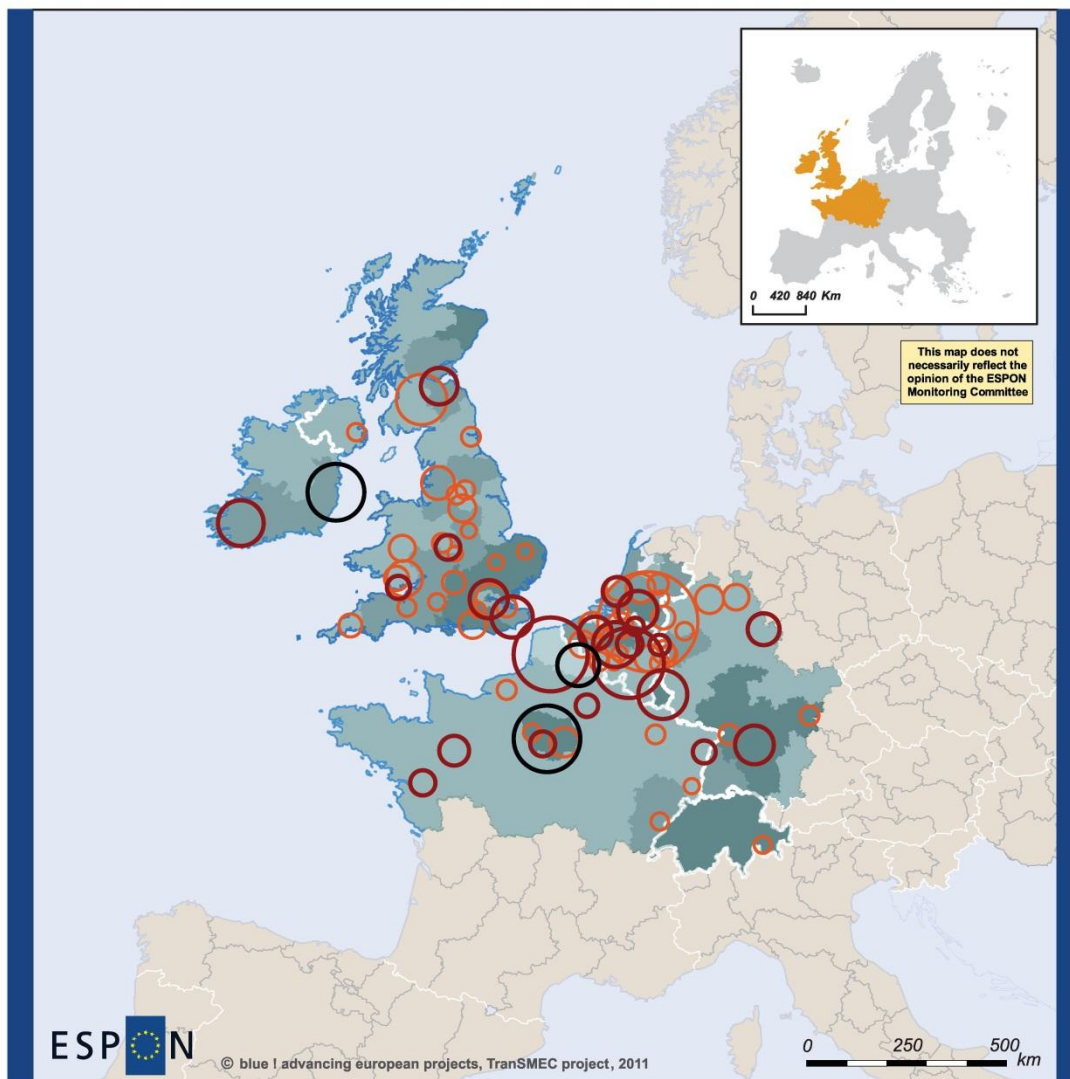 0 420 840 Km
This map does not
necessarily reflect the
opinion of the ESPON
Monitoring Committee
ESPON
© blue ! advancing european projects, TranSMEC project, 2011
0 250 500
km